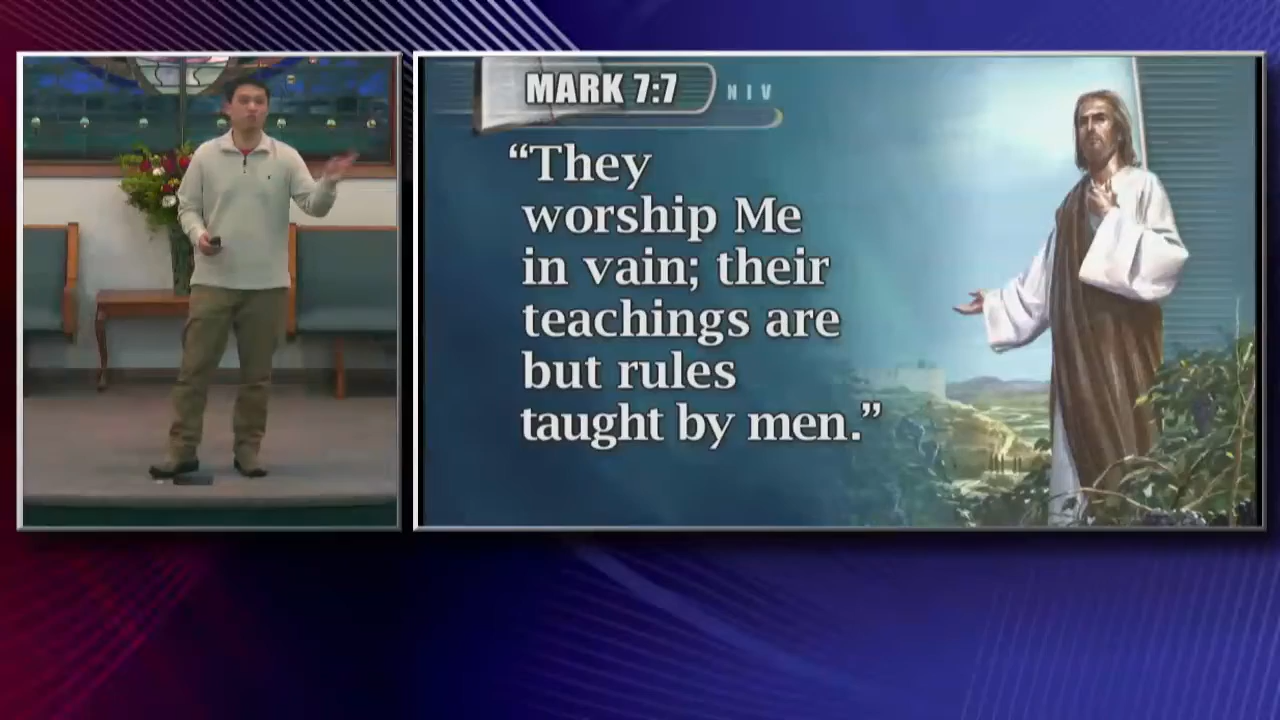 MARK 7:7 NIV
“They
worship Me
in vain; their
teachings are
but rules
taught by men.”